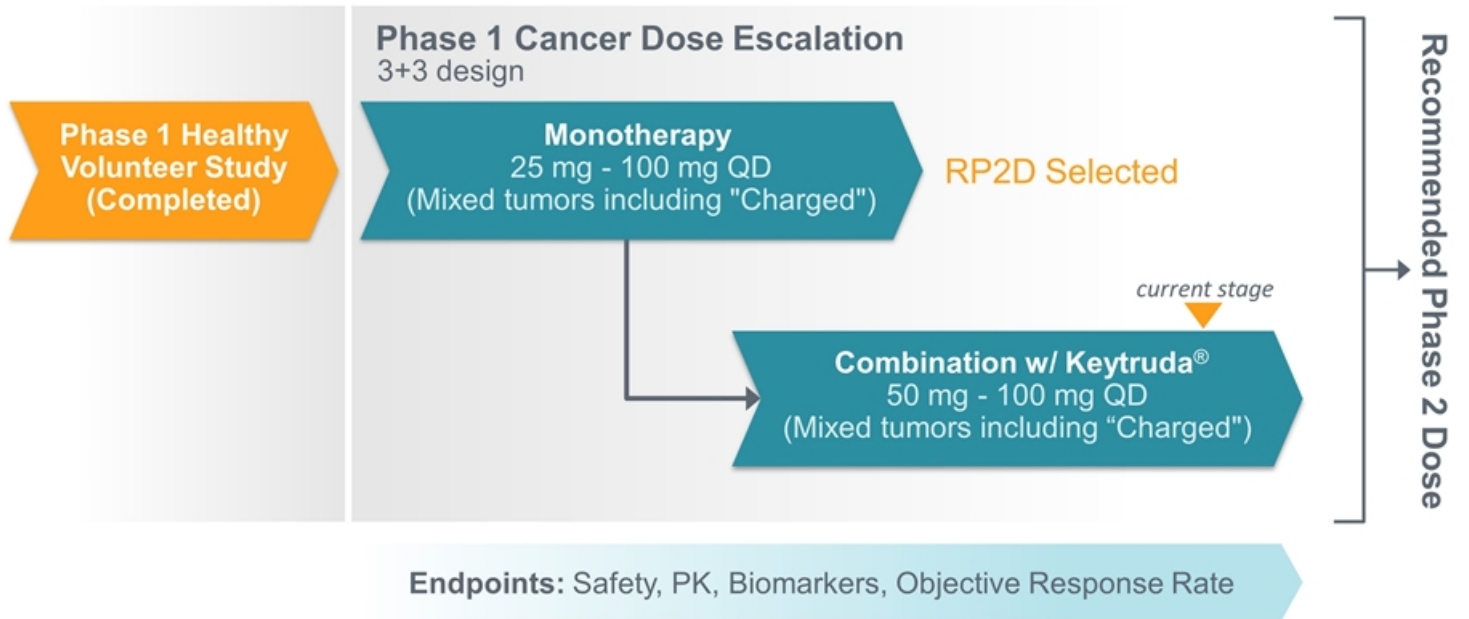 Phase 1 Cancer Dose Escalation
3+3 design
Phase 1 Healthy
Volunteer Study
(Completed)
Monotherapy
25 mg - 100 mg QD
(Mixed tumors including "Charged")
RP2D Selected
current stage
Combination w/ Keytruda®
50 mg - 100 mg QD
(Mixed tumors including “Charged")
Recommended Phase 2 Dose
Endpoints: Safety, PK, Biomarkers, Objective Response Rate